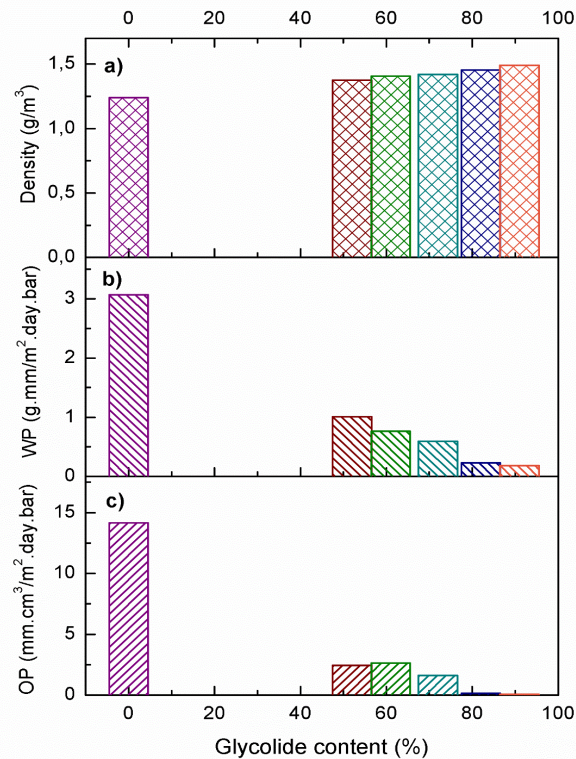 0 20 40 60 80 100
a)
Density (g/m³)
1,5
1,0
0,5
0,0
b)
WP (g.mm/m².day.bar)
3
2
1
0
c)
OP (mm.cm³/m².day.bar)
15
10
5
0
0 20 40 60 80 100
Glycolide content (%)